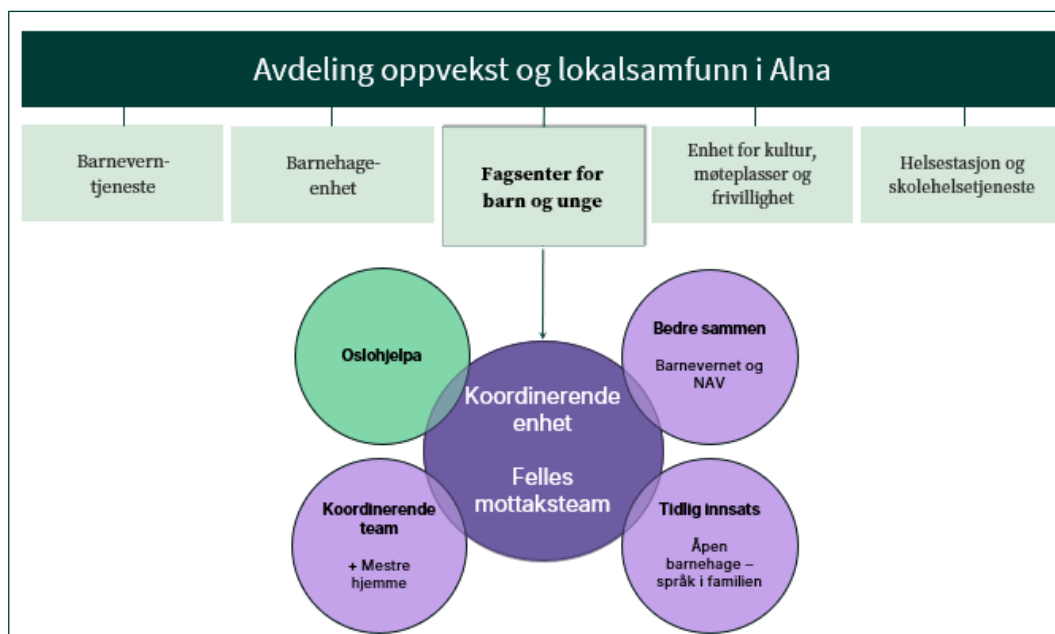 Avdeling oppvekst og lokalsamfunn i Alna
Barnevern-
tjeneste
Barnehage-
enhet
Fagsenter for
barn og unge
Enhet for kultur,
møteplasser og
frivillighet
Helsestasjon og
skolehelsetjeneste
Oslohjelpa
Bedre sammen
Barnevernet og
NAV
Koordinerende
enhet
Felles
mottaksteam
Koordinerende
team
+ Mestre
hjemme
Tidlig innsats
Åpen
barnehage –
språk i familien